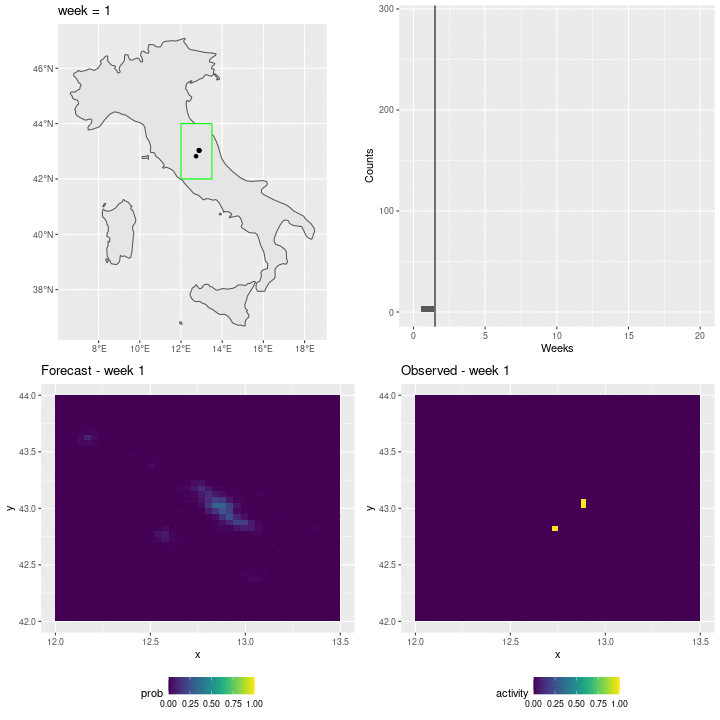 week = 1
46°N
44°N
42°N
40°N
38°N
8°E 10°E 12°E 14°E 16°E 18°E
300
200
100
0
Counts
0 5 10 15 20
Weeks
Forecast - week 1
44.0
43.5
43.0
42.5
42.0
y
12.0 12.5 13.0 13.5
x
prob
0.00 0.25 0.50 0.75 1.00
Observed - week 1
44.0
43.5
43.0
42.5
42.0
y
12.0 12.5 13.0 13.5
x
activity
0.00 0.25 0.50 0.75 1.00